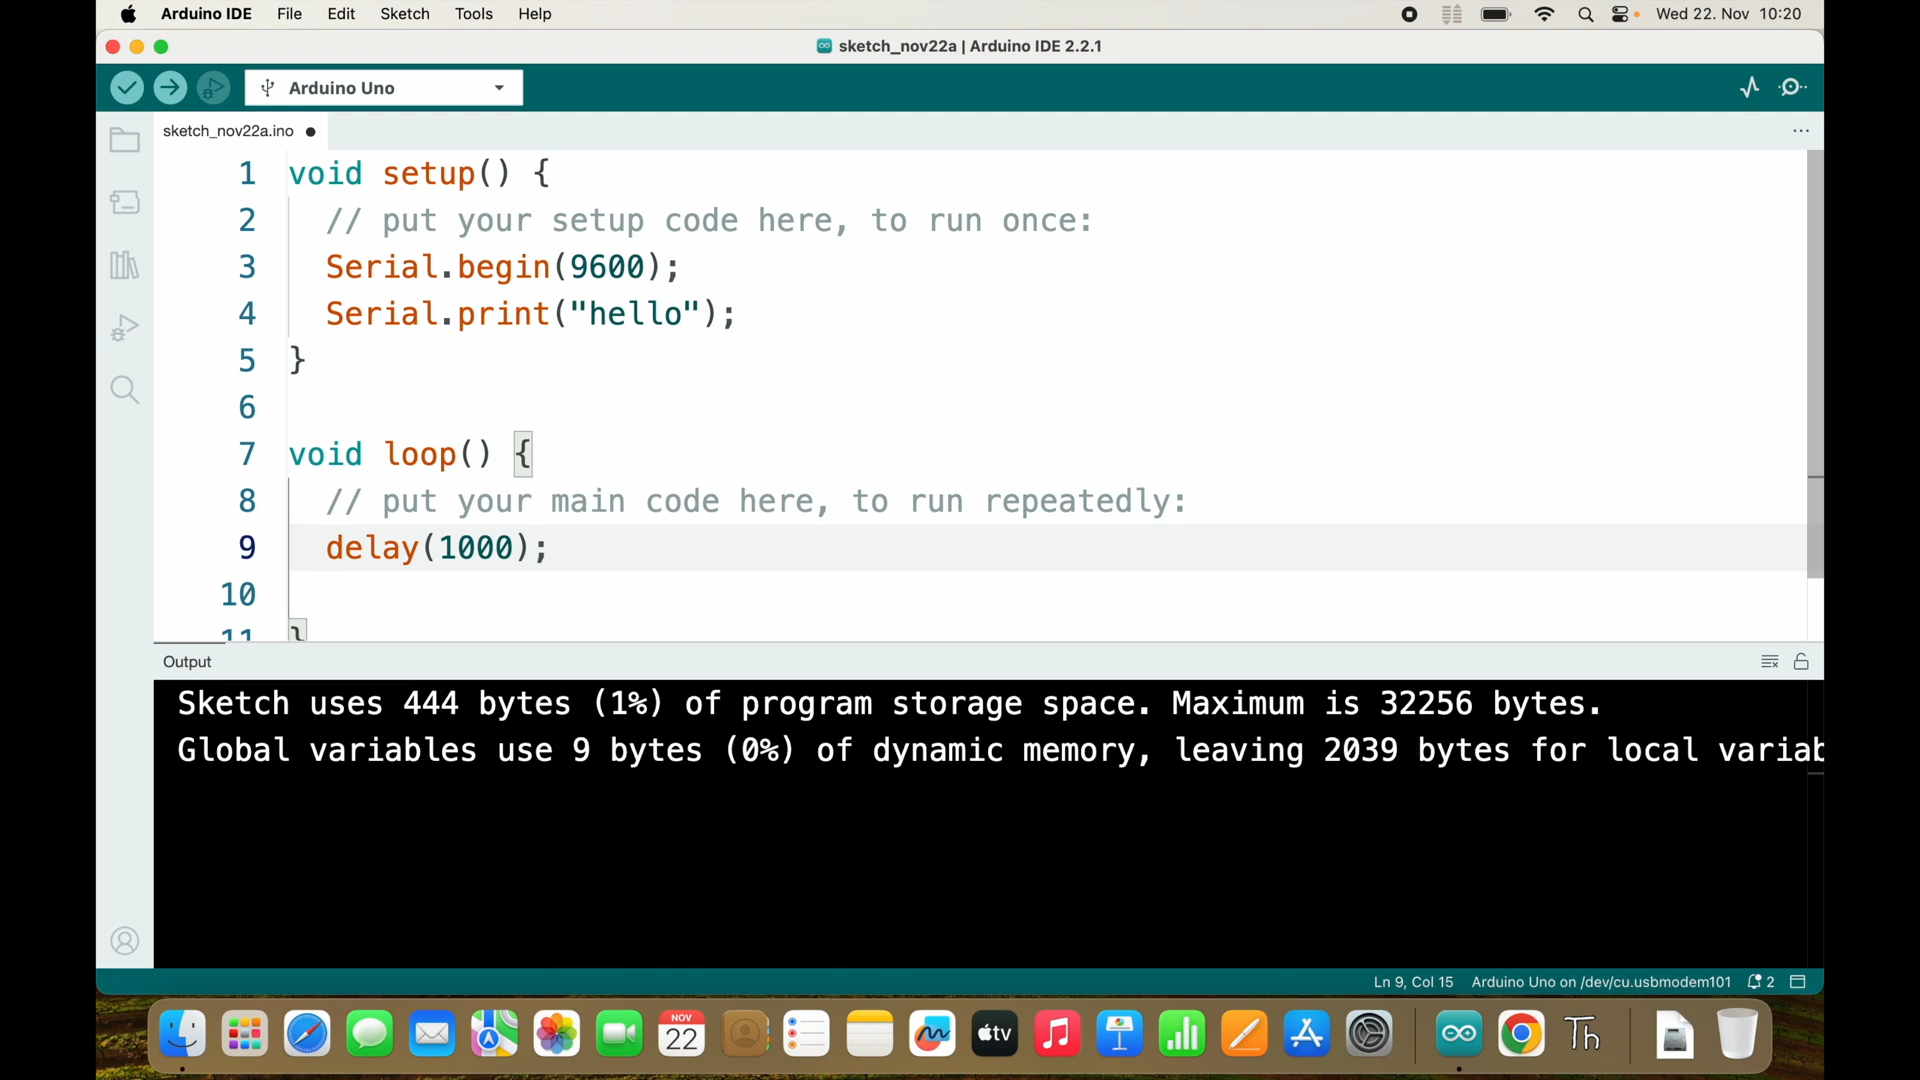 Arduino IDE File Edit Sketch Tools Help Wed 22. Nov 10:20
sketch_nov22a | Arduino IDE 2.2.1
Arduino Uno
sketch_nov22a.ino
1 void setup() {
2 // put your setup code here, to run once:
3 Serial.begin(9600);
4 Serial.print("hello");
5 }
6
7 void loop() {
8 // put your main code here, to run repeatedly:
9 delay(1000);
10
11 }
Output
Sketch uses 444 bytes (1%) of program storage space. Maximum is 32256 bytes.
Global variables use 9 bytes (0%) of dynamic memory, leaving 2039 bytes for local variab
Ln 9, Col 15 Arduino Uno on /dev/cu.usbmodem101 2
NOV
22
tv
Th